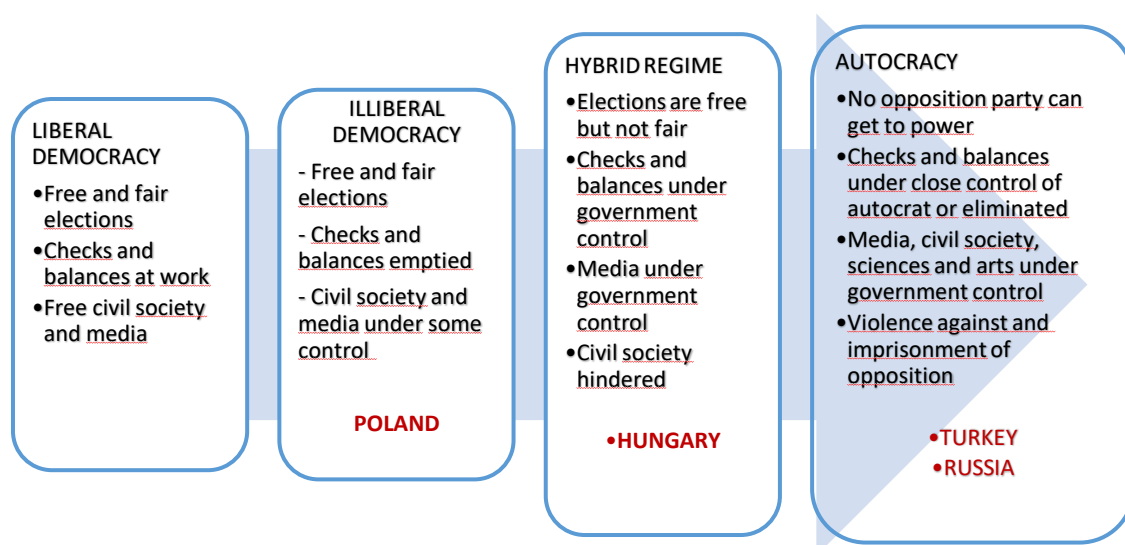 LIBERAL
DEMOCRACY
•Free and fair
elections
•Checks and
balances at work
•Free civil society
and media
ILLIBERAL
DEMOCRACY
- Free and fair
elections
- Checks and
balances emptied
- Civil society and
media under some
control
POLAND
HYBRID REGIME
•Elections are free
but not fair
•Checks and
balances under
government
control
•Media under
government
control
•Civil society
hindered
•HUNGARY
AUTOCRACY
•No opposition party can
get to power
•Checks and balances
under close control of
autocrat or eliminated
•Media, civil society,
sciences and arts under
government control
•Violence against and
imprisonment of
opposition
•TURKEY
•RUSSIA